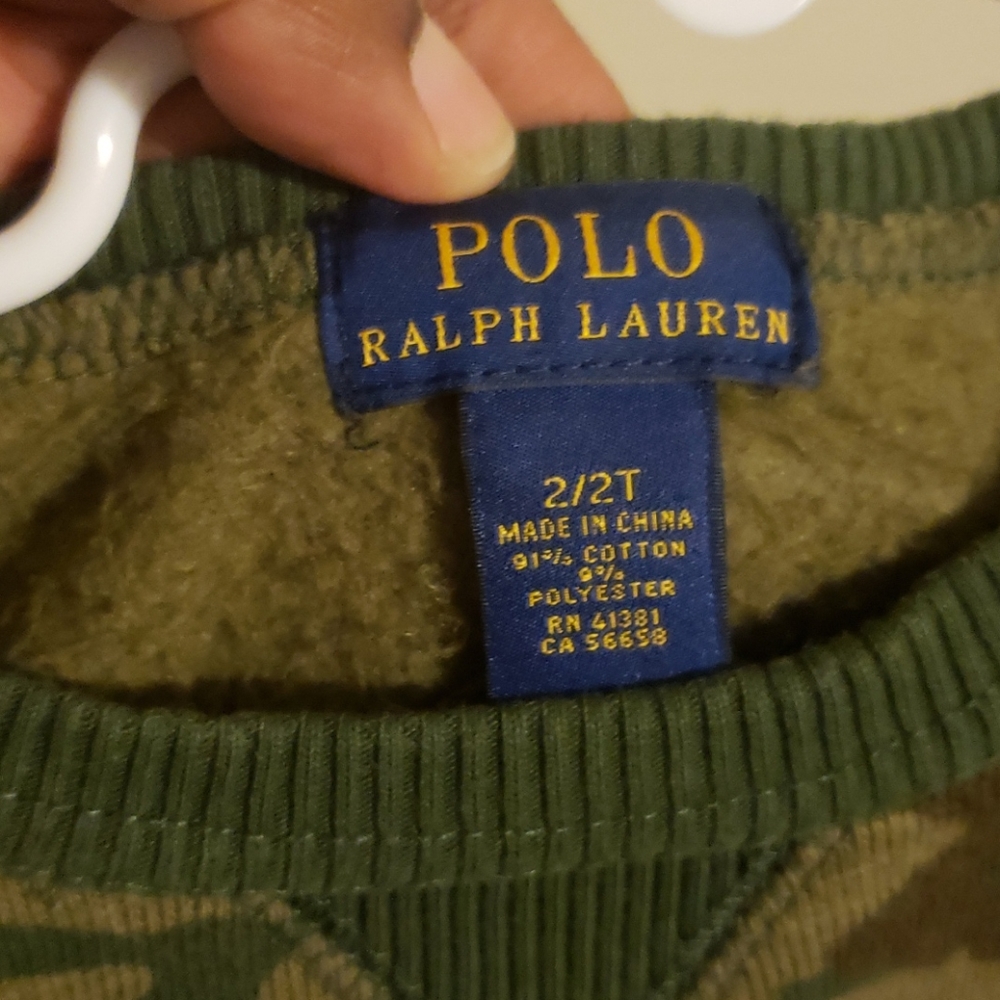 POLO
RALPH LAUREN
2/2T
MADE IN CHINA
91% COTTON
9%
POLYESTER
RN 41381
CA 56658